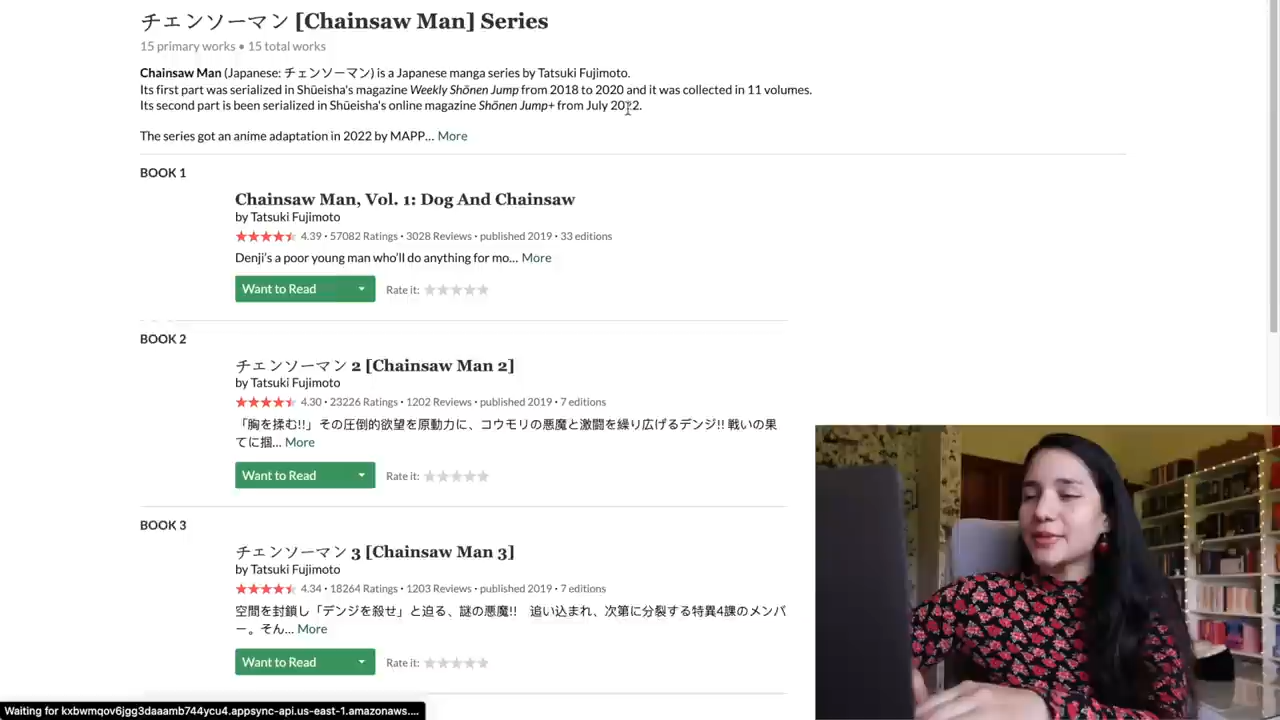 チェンソーマン [Chainsaw Man] Series
15 primary works • 15 total works
Chainsaw Man (Japanese: チェンソーマン) is a Japanese manga series by Tatsuki Fujimoto.
Its first part was serialized in Shūeisha's magazine Weekly Shōnen Jump from 2018 to 2020 and it was collected in 11 volumes.
Its second part is been serialized in Shūeisha's online magazine Shōnen Jump+ from July 2022.
The series got an anime adaptation in 2022 by MAPP... More
BOOK 1
Chainsaw Man, Vol. 1: Dog And Chainsaw
by Tatsuki Fujimoto
4.39 • 57082 Ratings • 3028 Reviews • published 2019 • 33 editions
Denji's a poor young man who'll do anything for mo... More
Want to Read
Rate it:
BOOK 2
チェンソーマン 2 [Chainsaw Man 2]
by Tatsuki Fujimoto
4.30 • 23226 Ratings • 1202 Reviews • published 2019 • 7 editions
「胸を揉む!!」その圧倒的欲望を原動力に、コウモリの悪魔と激闘を繰り広げるデンジ!! 戦いの果
てに掴... More
Want to Read
Rate it:
BOOK 3
チェンソーマン 3 [Chainsaw Man 3]
by Tatsuki Fujimoto
4.34 • 18264 Ratings • 1203 Reviews • published 2019 • 7 editions
空間を封鎖し「デンジを殺せ」と迫る、謎の悪魔!! 追い込まれ、次第に分裂する特異4課のメンバ
ー。そん... More
Want to Read
Rate it:
Waiting for kxbwmqov6jgg3daaamb744ycu4.appsync-api.us-east-1.amazonaws....